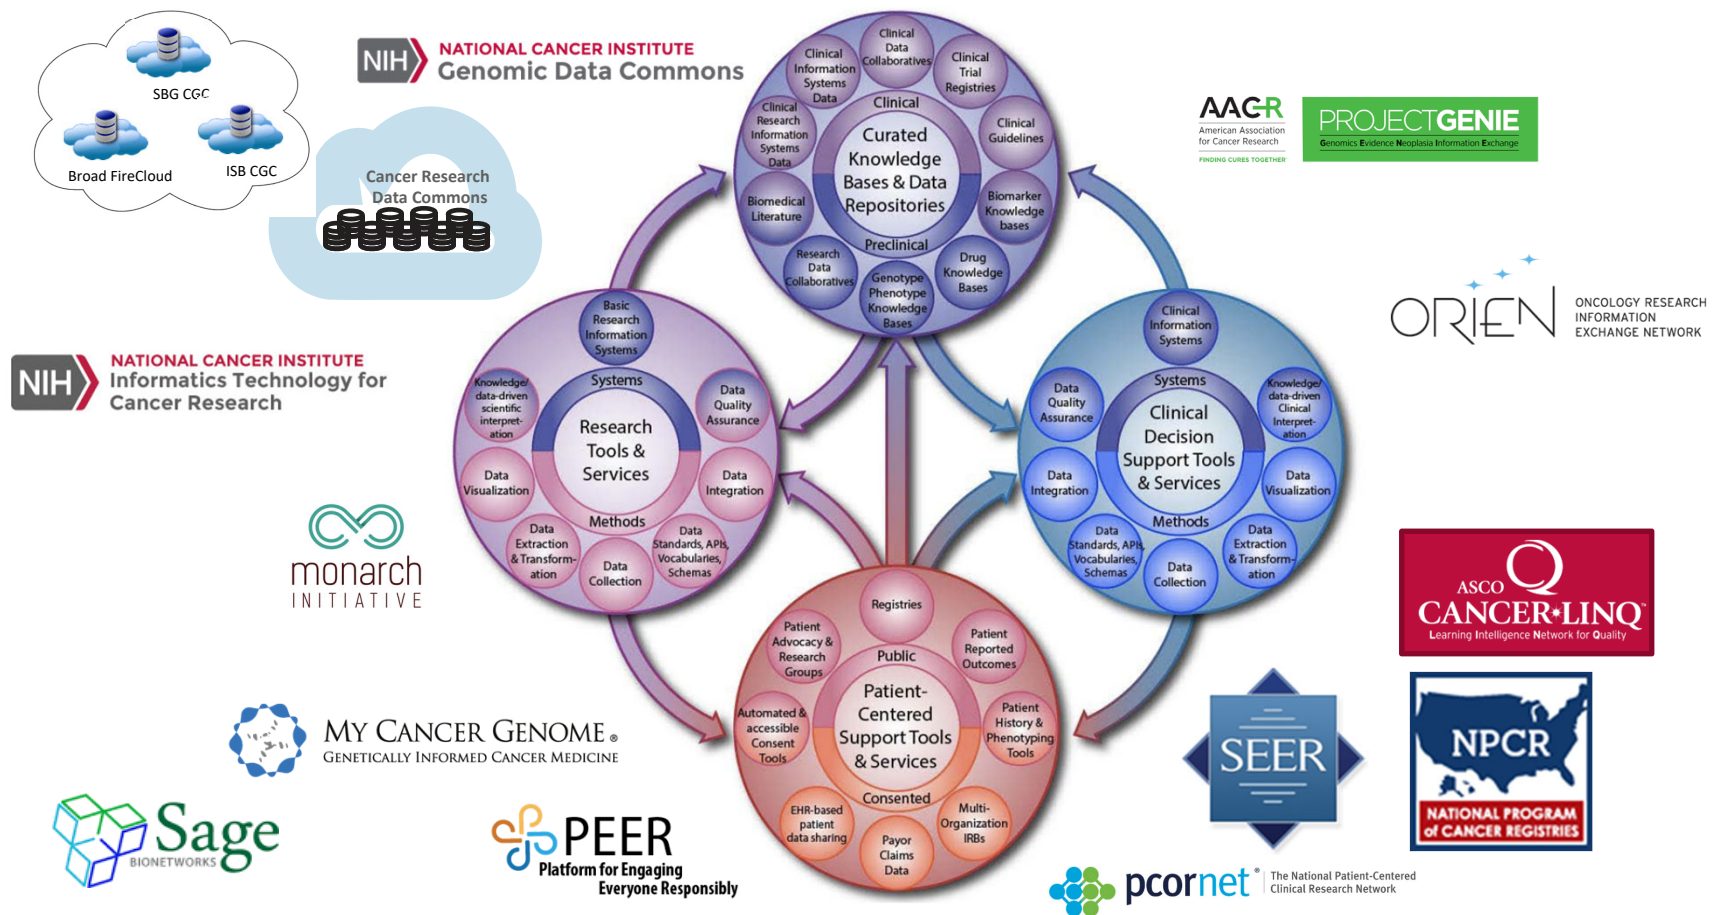 SBG CGC
Broad FireCloud
ISB CGC
NIH
NATIONAL CANCER INSTITUTE
Genomic Data Commons
Cancer Research
Data Commons
NIH
NATIONAL CANCER INSTITUTE
Informatics Technology for
Cancer Research
monarch
INITIATIVE
MY CANCER GENOME®
GENETICALLY INFORMED CANCER MEDICINE
Sage
BIONETWORKS
PEER
Platform for Engaging
Everyone Responsibly
Clinical
Data
Collaboratives
Clinical
Information
Systems
Data
Clinical
Trial
Registries
Clinical
Research
Information
Systems
Data
Clinical
Guidelines
Biomedical
Literature
Biomarker
Knowledge
bases
Research
Data
Collaboratives
Genotype
Phenotype
Knowledge
Bases
Drug
Knowledge
Bases
Clinical
Curated
Knowledge
Bases & Data
Repositories
Preclinical
Basic
Research
Information
Systems
Knowledge/
data-driven
scientific
interpret-
ation
Data
Quality
Assurance
Data
Visualization
Data
Integration
Data
Extraction
& Transform-
ation
Data
Collection
Data
Standards, APIs,
Vocabularies,
Schemas
Systems
Research
Tools &
Services
Methods
Clinical
Information
Systems
Data
Quality
Assurance
Knowledge/
data-driven
Clinical
Interpret-
ation
Data
Integration
Data
Visualization
Data
Standards, APIs,
Vocabularies,
Schemas
Data
Collection
Data
Extraction
& Transform-
ation
Systems
Clinical
Decision
Support Tools
& Services
Methods
Registries
Patient
Advocacy &
Research
Groups
Patient
Reported
Outcomes
Automated &
accessible
Consent
Tools
Patient
History &
Phenotyping
Tools
EHR-based
patient
data sharing
Payor
Claims
Data
Multi-
Organization
IRBs
Public
Patient-
Centered
Support Tools
& Services
Consented
AACR
American Association
for Cancer Research
FINDING CURES TOGETHER
PROJECTGENIE
Genomics Evidence Neoplasia Information Exchange
ORIEN
ONCOLOGY RESEARCH
INFORMATION
EXCHANGE NETWORK
ASCO
CANCER LINQ™
Learning Intelligence Network for Quality
SEER
NPCR
NATIONAL PROGRAM
of CANCER REGISTRIES
pcornet®
The National Patient-Centered
Clinical Research Network